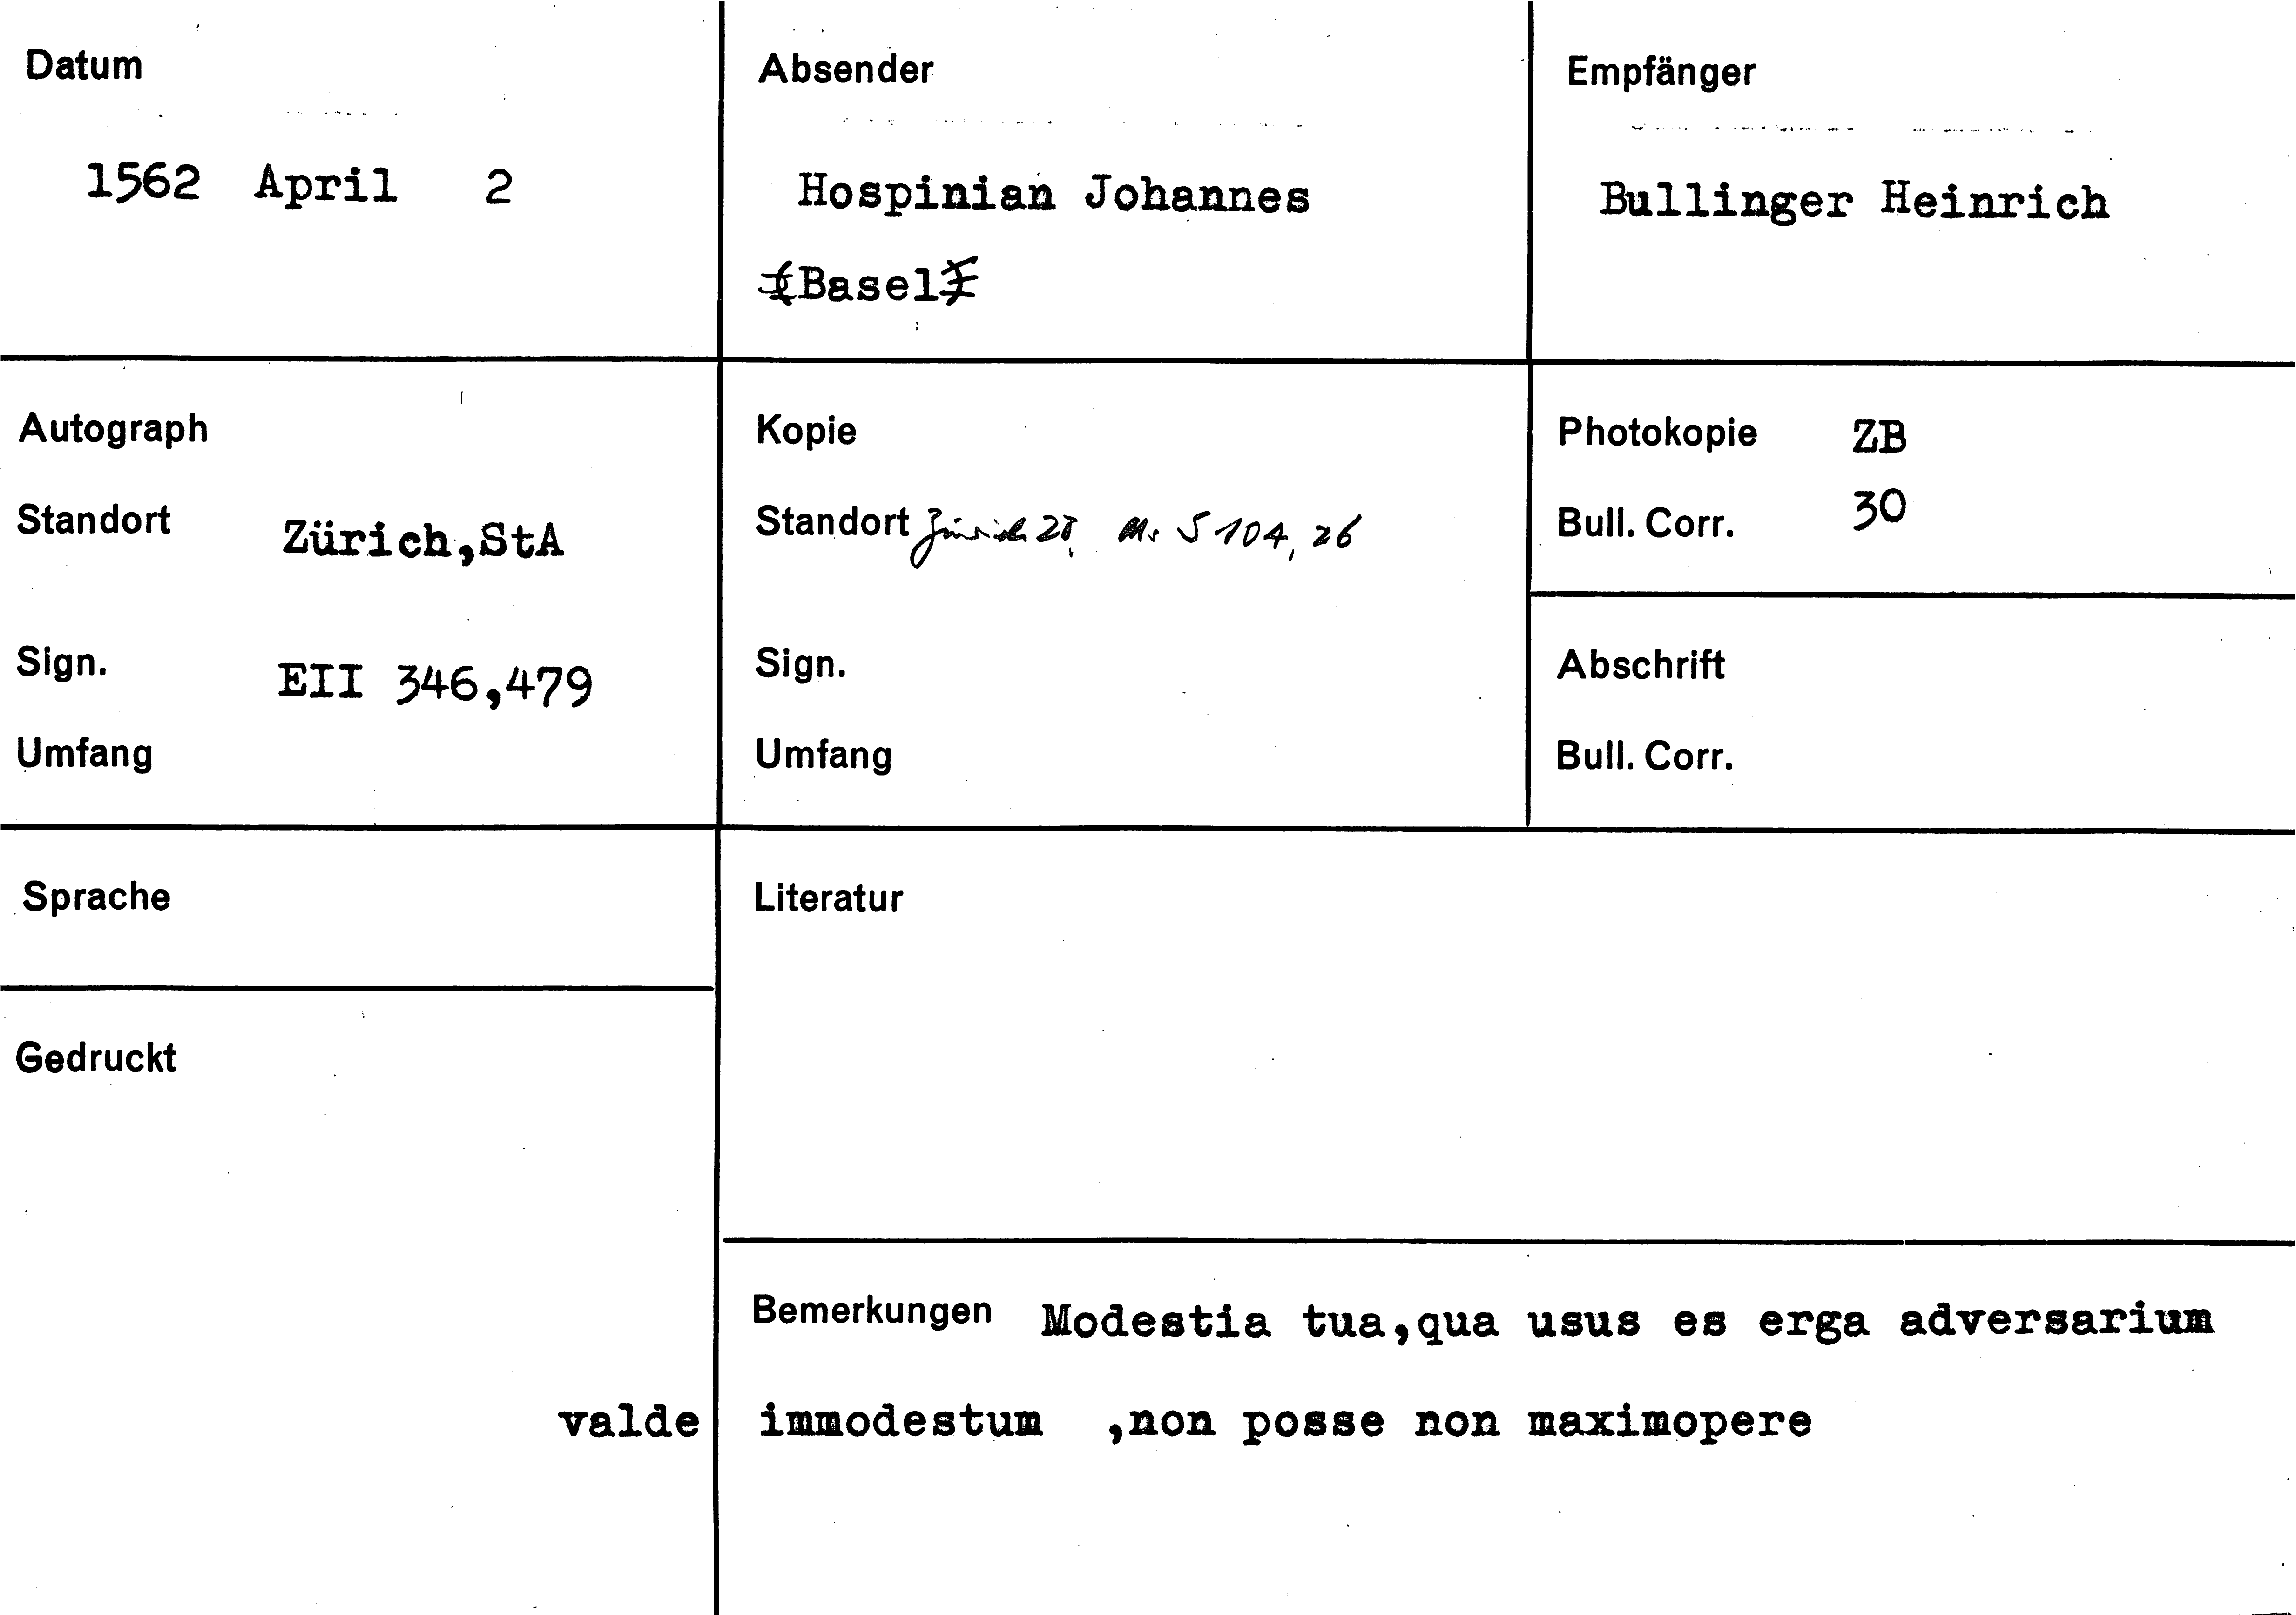 Datum
1562 April 2
Absender
Hospinian Johannes
(Basel)
Empfänger
Bullinger Heinrich
Autograph
Standort Zürich,StA
Sign. EII 346,479
Umfang
Kopie
Standort Zürich ZB, Ms S 104, 26
Sign.
Umfang
Photokopie ZB
Bull. Corr. 30
Abschrift
Bull. Corr.
Sprache
Gedruckt
Literatur
Bemerkungen Modestia tua,qua usus es erga adversarium
valde immodestum ,non posse non maximopere